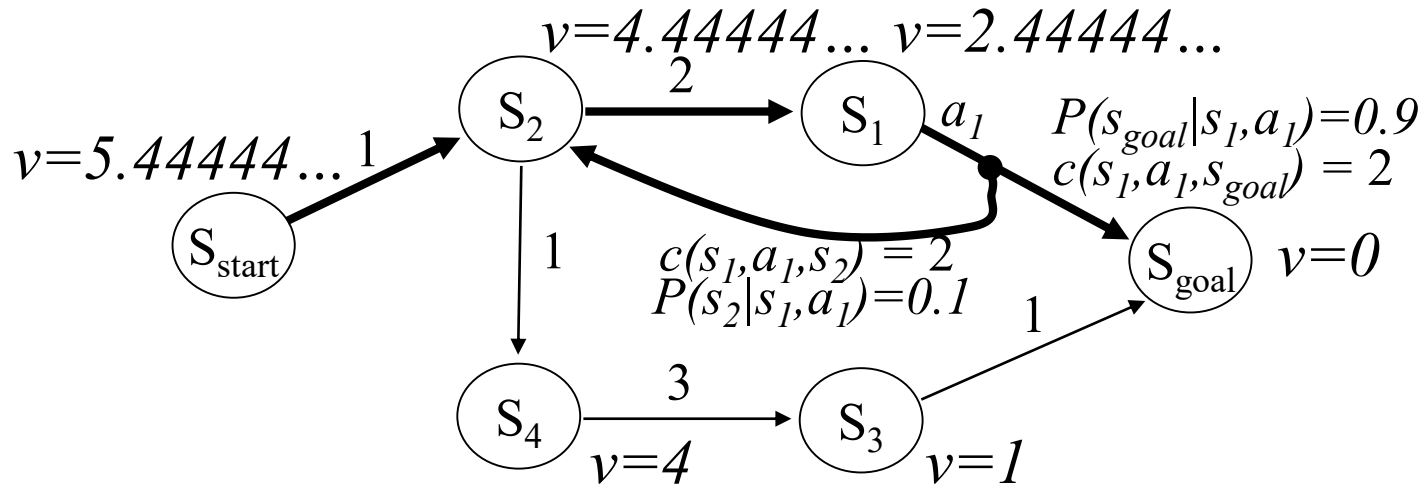 v=4.44444... v=2.44444...
2
S2
S1
a1
P(sgoal|s1,a1)=0.9
c(s1,a1,sgoal) = 2
v=5.44444...
1
Sstart
1
c(s1,a1,s2) = 2
P(s2|s1,a1)=0.1
Sgoal
v=0
1
3
S4
S3
v=4
v=1